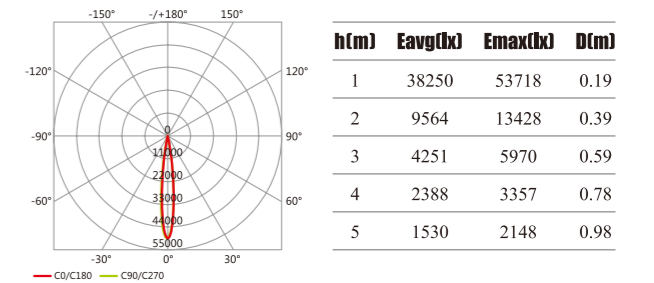 -150° -/+180° 150°
-120° 120°
-90° 0 90°
11000
22000
-60° 33000 60°
44000
55000
-30° 0° 30°
C0/C180 C90/C270
h(m) Eavg(lx) Emax(lx) D(m)
1 38250 53718 0.19
2 9564 13428 0.39
3 4251 5970 0.59
4 2388 3357 0.78
5 1530 2148 0.98